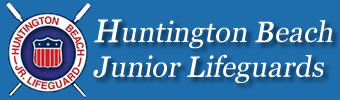 HUNTINGTON BEACH
JR. LIFEGUARD
Huntington Beach
Junior Lifeguards